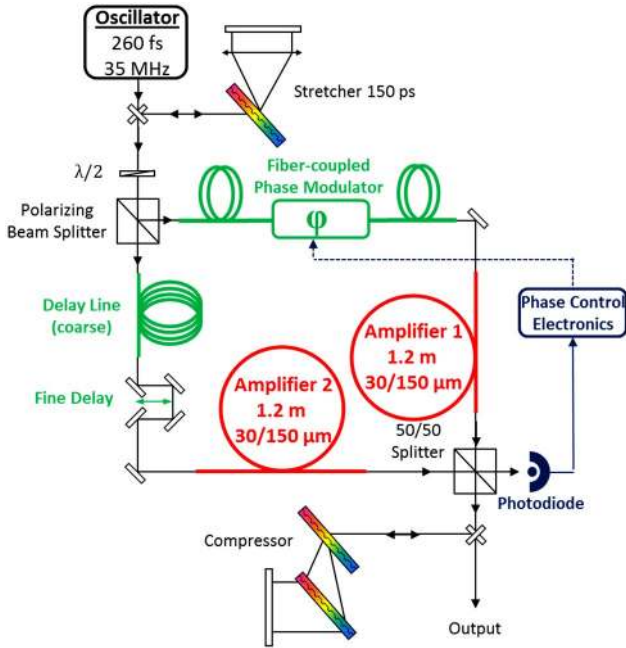 Oscillator
260 fs
35 MHz
Stretcher 150 ps
λ/2
Fiber-coupled
Phase Modulator
φ
Polarizing
Beam Splitter
Delay Line
(coarse)
Phase Control
Electronics
Amplifier 1
1.2 m
30/150 µm
Amplifier 2
1.2 m
30/150 µm
Fine Delay
50/50
Splitter
Photodiode
Compressor
Output